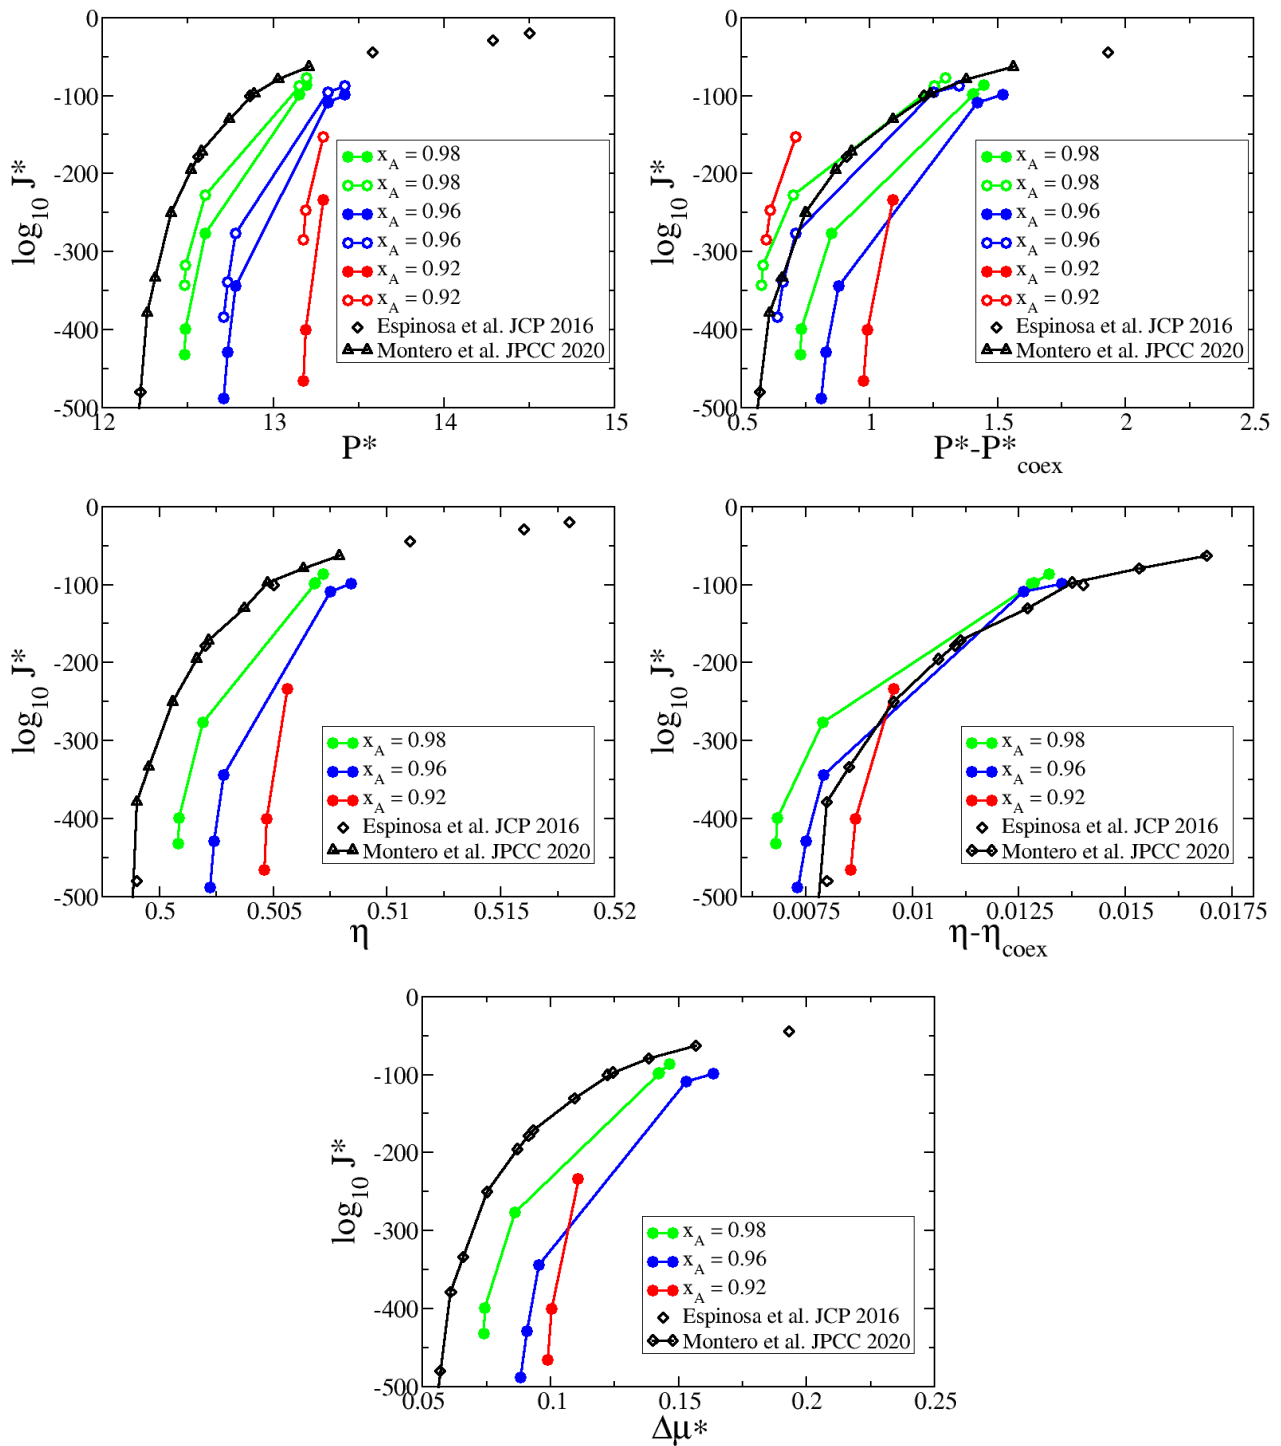 0
-100
-200
-300
-400
-500
log10 J*
12
13
14
15
P*
xA = 0.98
xA = 0.98
xA = 0.96
xA = 0.96
xA = 0.92
xA = 0.92
Espinosa et al. JCP 2016
Montero et al. JPCC 2020
0
-100
-200
-300
-400
-500
log10 J*
0.5
1
1.5
2
2.5
P*-P*coex
xA = 0.98
xA = 0.98
xA = 0.96
xA = 0.96
xA = 0.92
xA = 0.92
Espinosa et al. JCP 2016
Montero et al. JPCC 2020
0
-100
-200
-300
-400
-500
log10 J*
0.5
0.505
0.51
0.515
0.52
η
xA = 0.98
xA = 0.96
xA = 0.92
Espinosa et al. JCP 2016
Montero et al. JPCC 2020
0
-100
-200
-300
-400
-500
log10 J*
0.0075
0.01
0.0125
0.015
0.0175
η-ηcoex
xA = 0.98
xA = 0.96
xA = 0.92
Espinosa et al. JCP 2016
Montero et al. JPCC 2020
0
-100
-200
-300
-400
-500
log10 J*
0.05
0.1
0.15
0.2
0.25
Δμ*
xA = 0.98
xA = 0.96
xA = 0.92
Espinosa et al. JCP 2016
Montero et al. JPCC 2020